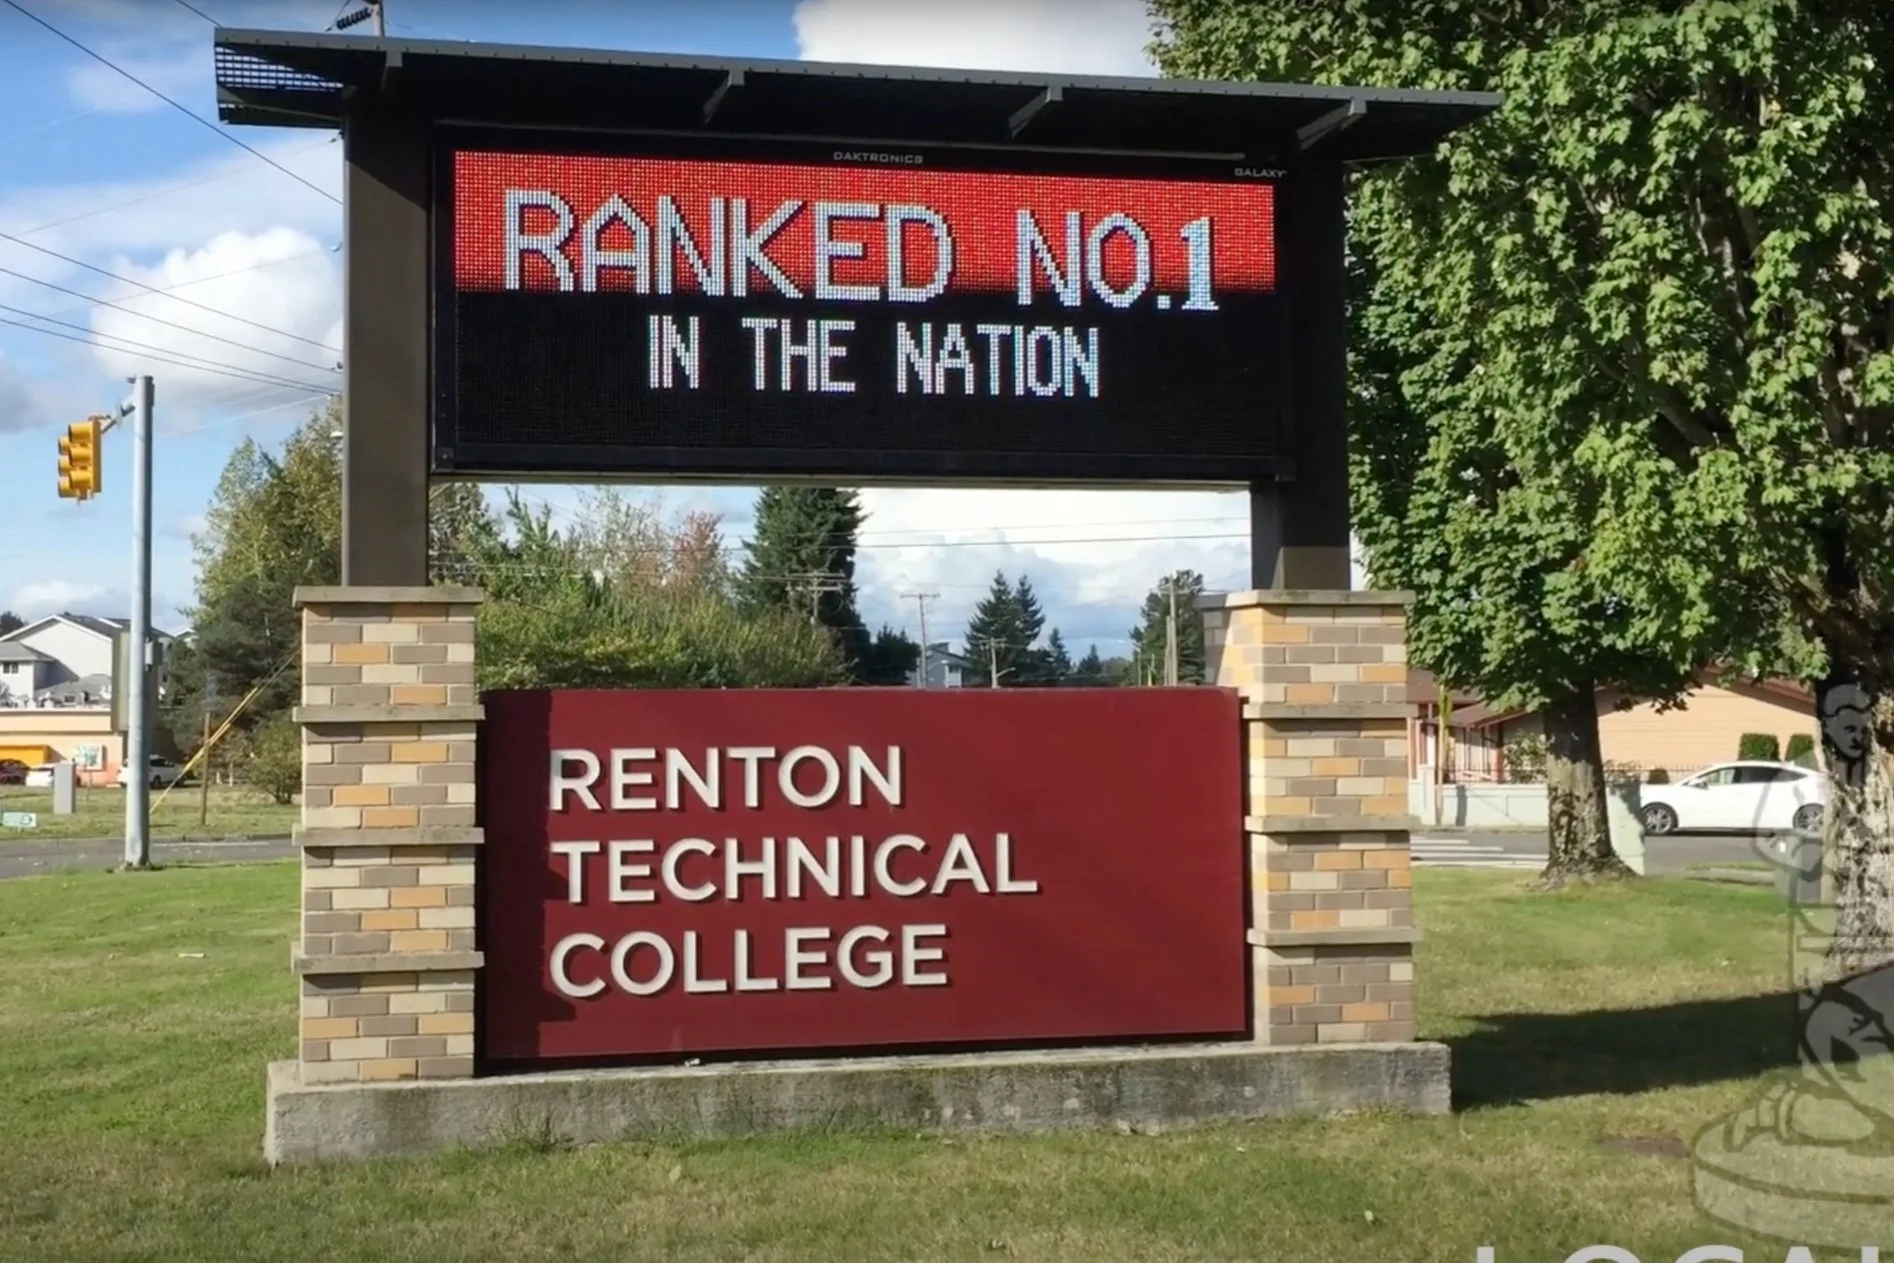 DAKTRONICS
GALAXY
RANKED NO.1
IN THE NATION
RENTON
TECHNICAL
COLLEGE